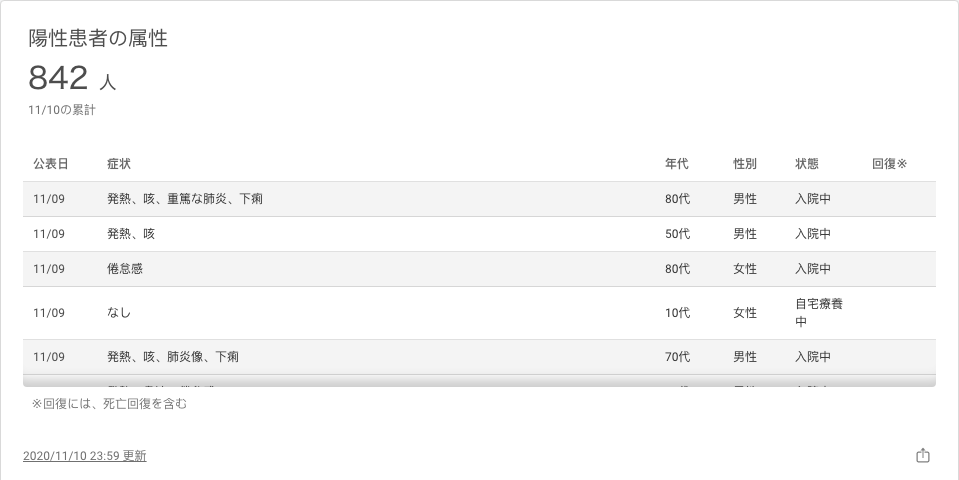 陽性患者の属性
842 人
11/10の累計
公表日 症状 年代 性別 状態 回復※
11/09 発熱、咳、重篤な肺炎、下痢 80代 男性 入院中
11/09 発熱、咳 50代 男性 入院中
11/09 倦怠感 80代 女性 入院中
11/09 なし 10代 女性 自宅療養
中
11/09 発熱、咳、肺炎像、下痢 70代 男性 入院中
※回復には、死亡回復を含む
2020/11/10 23:59 更新